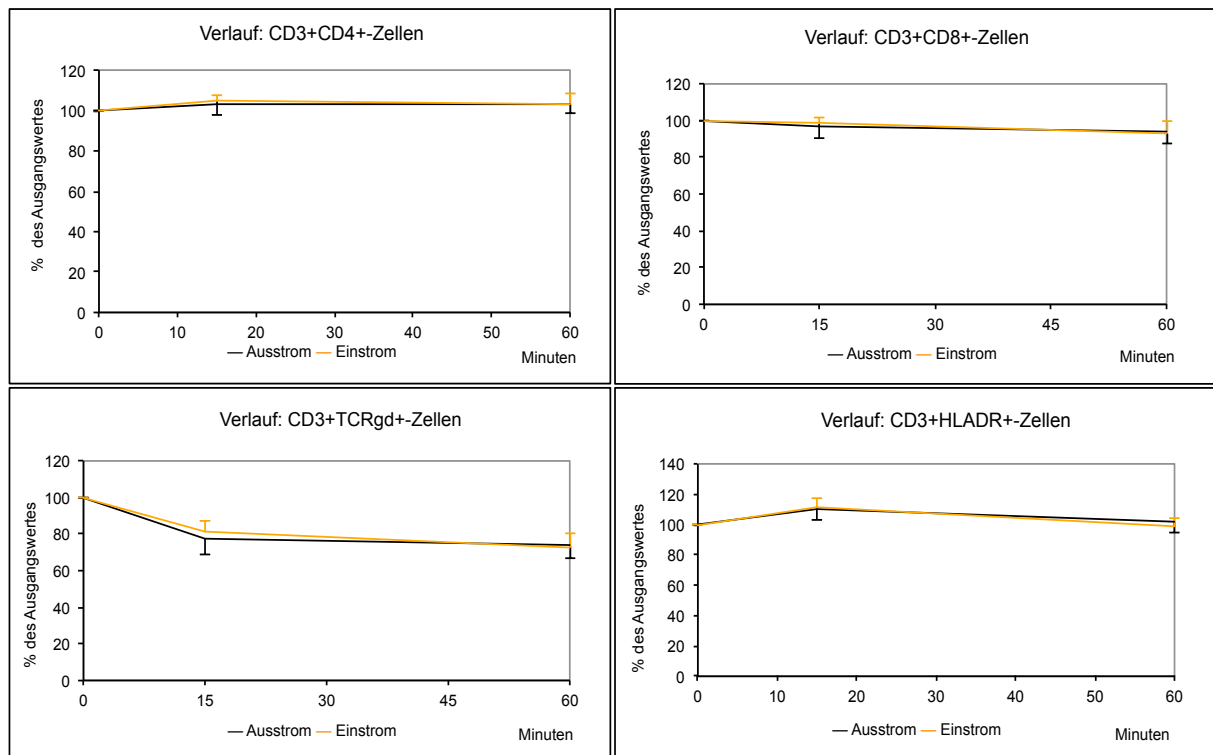 Verlauf: CD3+CD4+-Zellen
% des Ausgangswertes
120
100
80
60
40
20
0
0 10 20 30 40 50 60
Ausstrom Einstrom Minuten
Verlauf: CD3+CD8+-Zellen
% des Ausgangswertes
120
100
80
60
40
20
0
0 15 30 45 60
Ausstrom Einstrom Minuten
Verlauf: CD3+TCRgd+-Zellen
% des Ausgangswertes
120
100
80
60
40
20
0
0 15 30 45 60
Ausstrom Einstrom Minuten
Verlauf: CD3+HLADR+-Zellen
% des Ausgangswertes
140
120
100
80
60
40
20
0
0 10 20 30 40 50 60
Ausstrom Einstrom Minuten